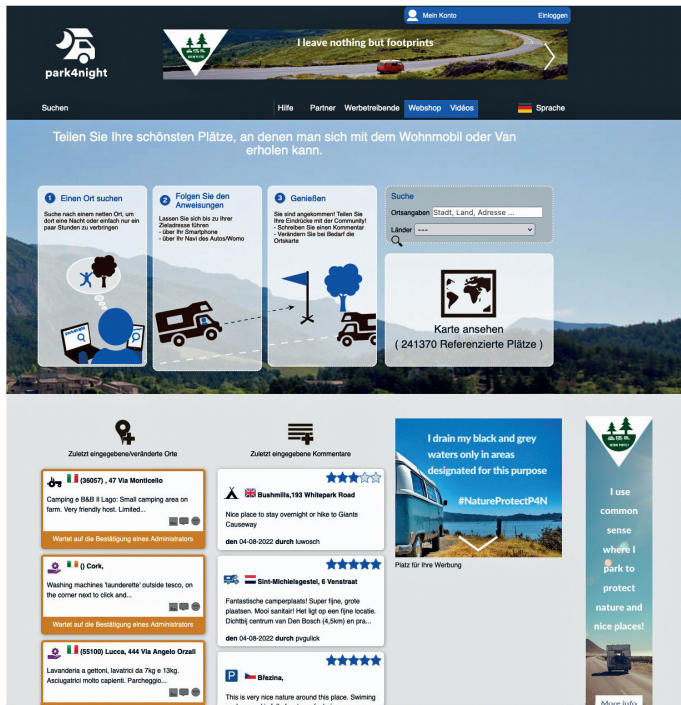 Mein Konto
Einloggen
park4night
I leave nothing but footprints
Suchen
Hilfe
Partner
Werbetreibende
Webshop
Vidéos
Sprache
Teilen Sie Ihre schönsten Plätze, an denen man sich mit dem Wohnmobil oder Van
erholen kann.
1 Einen Ort suchen
Suche nach einem netten Ort, um
dort eine Nacht oder einfach nur ein
paar Stunden zu verbringen
2 Folgen Sie den
Anweisungen
Lassen Sie sich bis zu Ihrer
Zieladresse führen
- über Ihr Smartphone
- über Ihr Navi des Autos/Womo
3 Genießen
Sie sind angekommen! Teilen Sie
Ihre Eindrücke mit der Community!
- Schreiben Sie einen Kommentar
- Verändern Sie bei Bedarf die
Ortskarte
Suche
Ortsangaben Stadt, Land, Adresse ...
Länder ---
Karte ansehen
( 241370 Referenzierte Plätze )
Zuletzt eingegebene/veränderte Orte
(36057) , 47 Via Monticello
Camping e B&B Il Lago: Small camping area on
farm. Very friendly host. Limited...
Wartet auf die Bestätigung eines Administrators
() Cork,
Washing machines 'launderette' outside tesco, on
the corner next to click and...
Wartet auf die Bestätigung eines Administrators
(55100) Lucca, 444 Via Angelo Orzali
Lavanderia a gettoni, lavatrici da 7kg e 13kg.
Asciugatrici molto capienti. Parcheggio...
Zuletzt eingegebene Kommentare
Bushmills,193 Whitepark Road
Nice place to stay overnight or hike to Giants
Causeway
den 04-08-2022 durch luwosch
Sint-Michielsgestel, 6 Venstraat
Fantastische camperplaats! Super fijne, grote
plaatsen. Mooi sanitair! Het ligt op een fijne locatie.
Dichtbij centrum van Den Bosch (4,5km) en pra...
den 04-08-2022 durch pvgulick
P
Březina,
This is very nice nature around this place. Swiming
I drain my black and grey
waters only in areas
designated for this purpose
#NatureProtectP4N
Platz für Ihre Werbung
I use
common
sense
where I
park to
protect
nature and
nice places!
More info